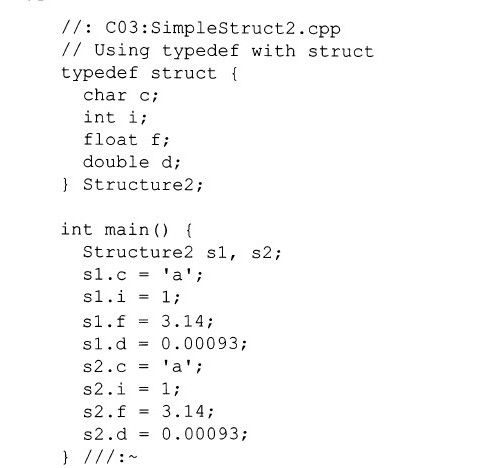 //: C03:SimpleStruct2.cpp
// Using typedef with struct
typedef struct {
  char c;
  int i;
  float f;
  double d;
} Structure2;

int main() {
  Structure2 s1, s2;
  s1.c = 'a';
  s1.i = 1;
  s1.f = 3.14;
  s1.d = 0.00093;
  s2.c = 'a';
  s2.i = 1;
  s2.f = 3.14;
  s2.d = 0.00093;
} ///:~